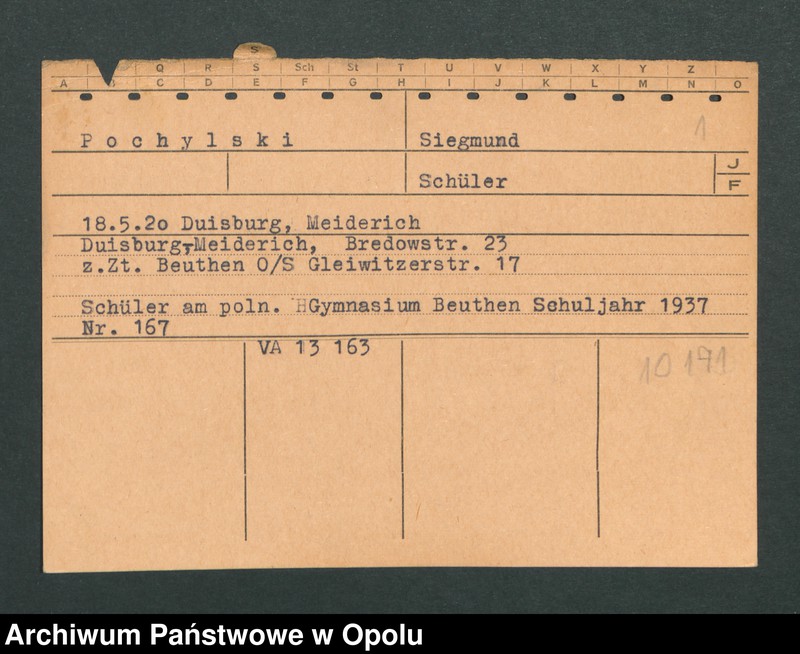 S
Q R S Sch St T U V W X Y Z
A B C D E F G H I J K L M N O
Pochylski Siegmund 1
Schüler J
F
18.5.2o Duisburg, Meiderich
Duisburg-Meiderich, Bredowstr. 23
z.Zt. Beuthen O/S Gleiwitzerstr. 17
Schüler am poln. Gymnasium Beuthen Schuljahr 1937
Nr. 167
VA 13 163
10 191
Archiwum Państwowe w Opolu